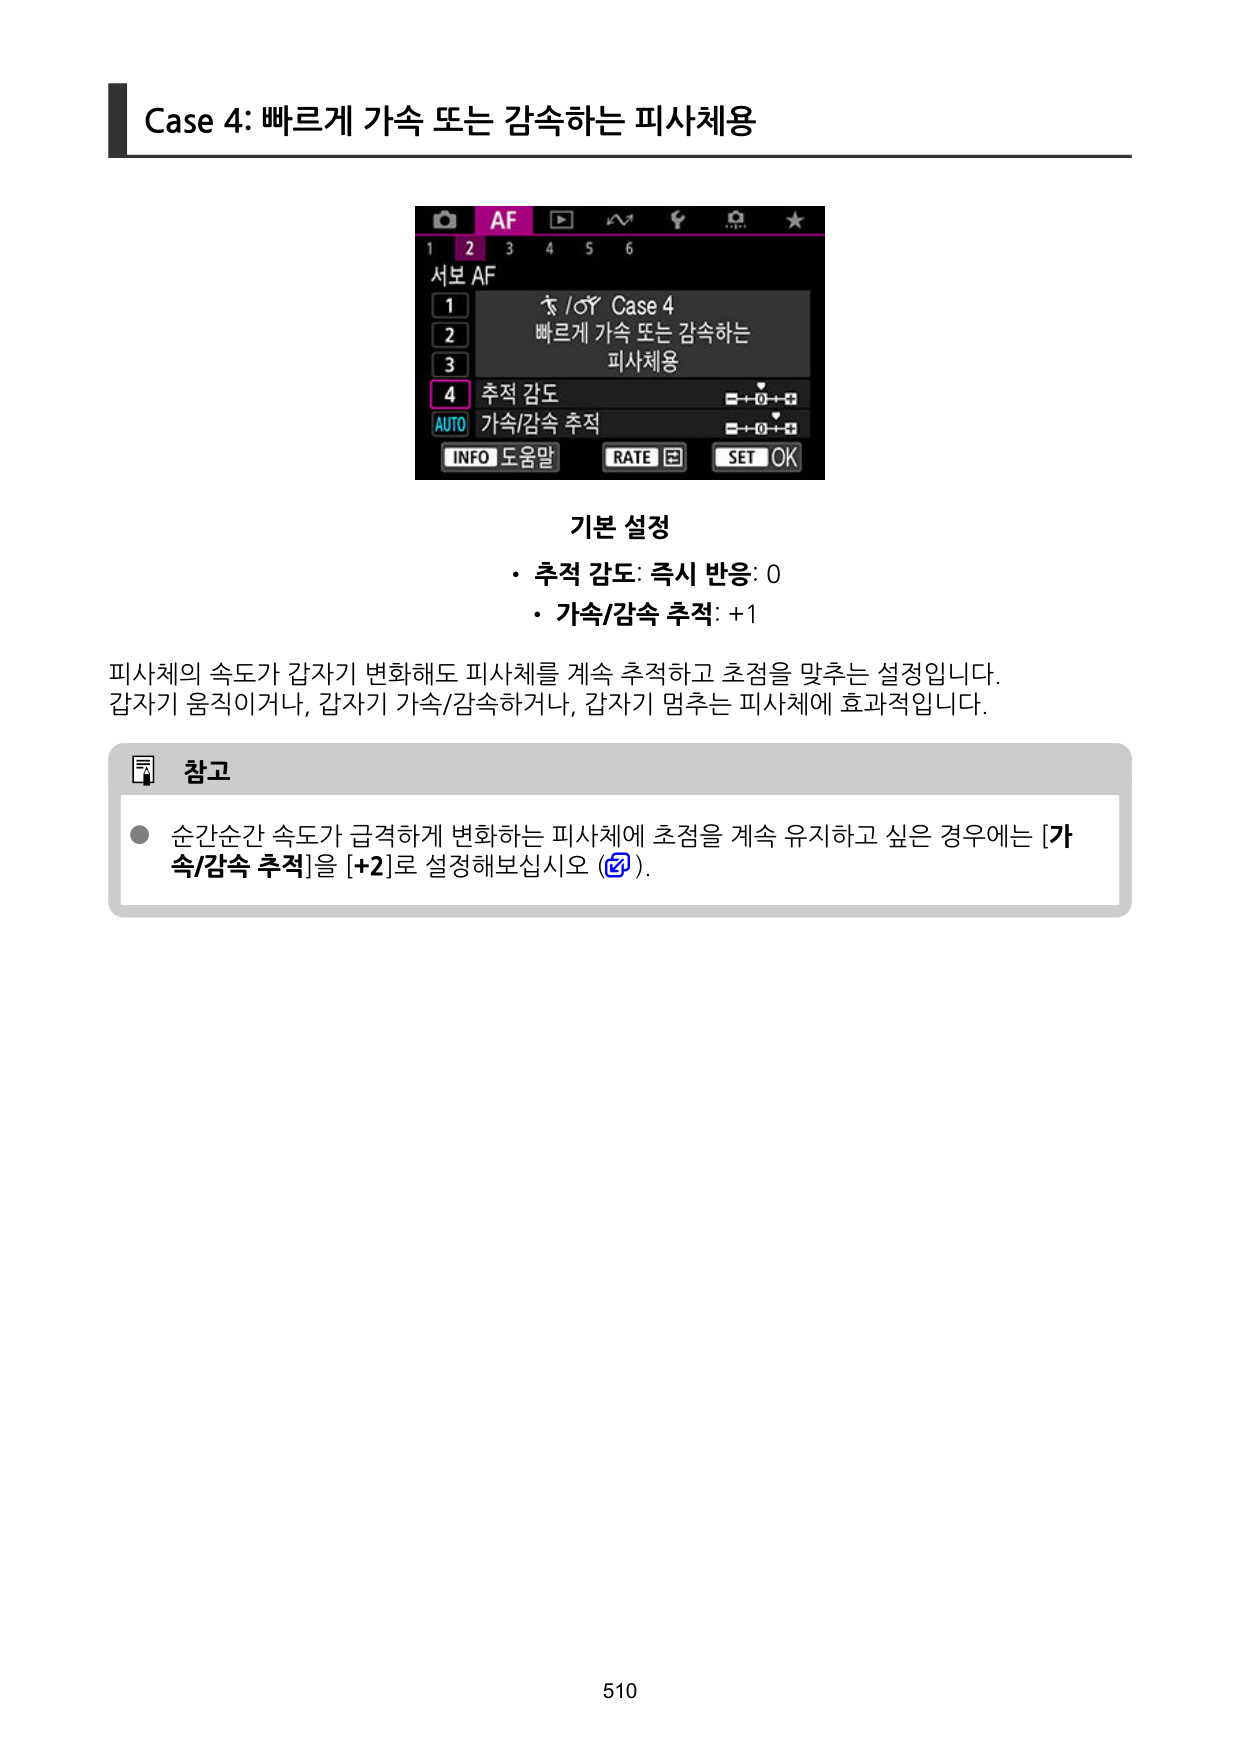 Case 4: 빠르게 가속 또는 감속하는 피사체용
AF
1 2 3 4 5 6
서보 AF
1
Case 4
2
빠르게 가속 또는 감속하는
3
피사체용
4 추적 감도
0
AUTO 가속/감속 추적
0
INFO 도움말 RATE SET OK
기본 설정
• 추적 감도: 즉시 반응: 0
• 가속/감속 추적: +1
피사체의 속도가 갑자기 변화해도 피사체를 계속 추적하고 초점을 맞추는 설정입니다.
갑자기 움직이거나, 갑자기 가속/감속하거나, 갑자기 멈추는 피사체에 효과적입니다.
참고
● 순간순간 속도가 급격하게 변화하는 피사체에 초점을 계속 유지하고 싶은 경우에는 [가
속/감속 추적]을 [+2]로 설정해보십시오 ( ).
510